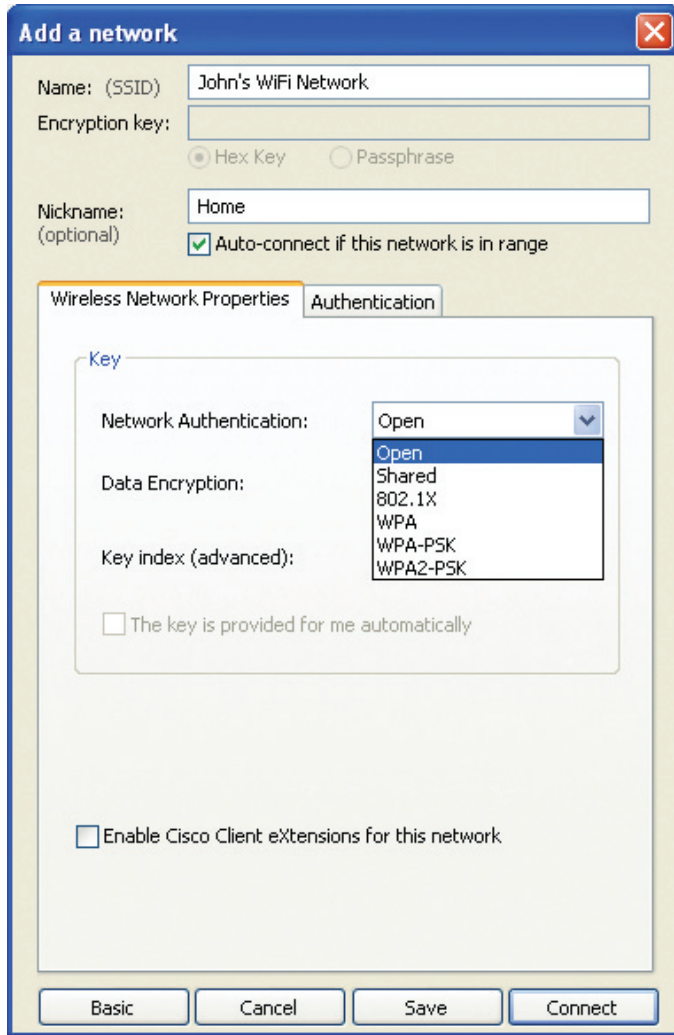 Add a network
Name: (SSID) John's WiFi Network
Encryption key:
Hex Key Passphrase
Nickname: Home
(optional)
Auto-connect if this network is in range
Wireless Network Properties Authentication
Key
Network Authentication: Open
Open
Shared
Data Encryption:
802.1X
WPA
WPA-PSK
Key index (advanced):
WPA2-PSK
The key is provided for me automatically
Enable Cisco Client eXtensions for this network
Basic Cancel Save Connect